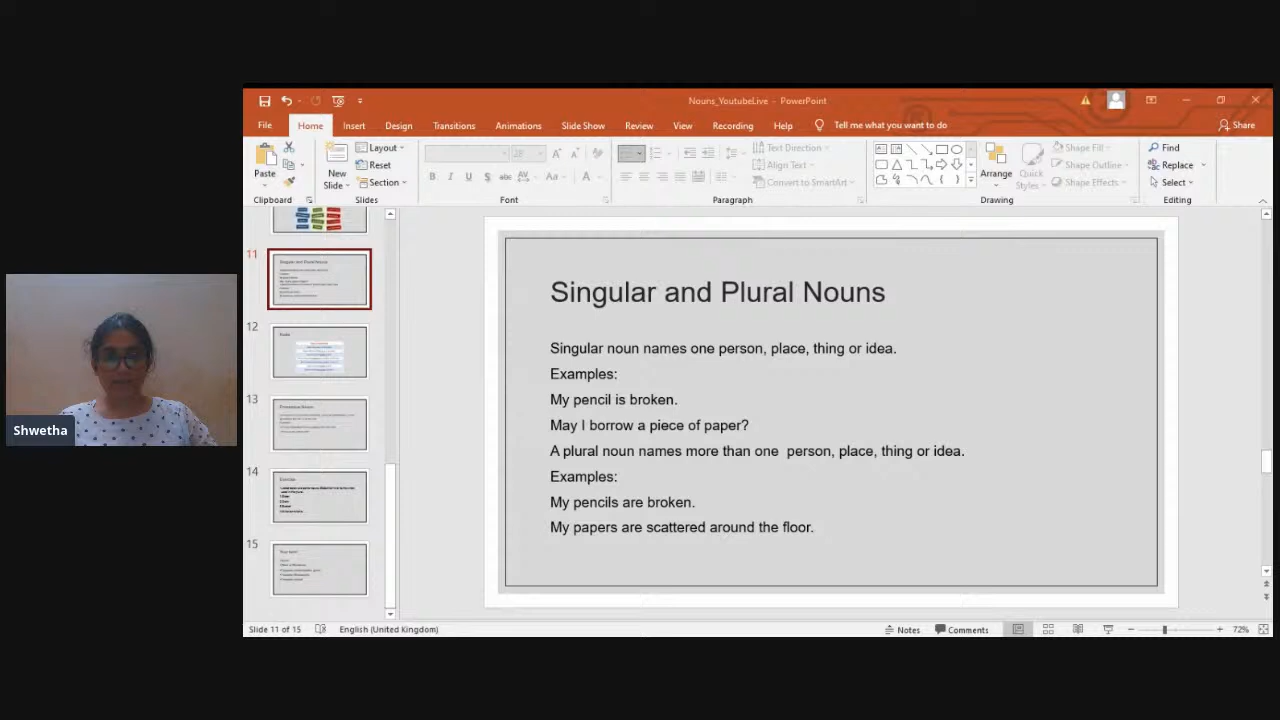 Nouns_YoutubeLive - PowerPoint
File Home Insert Design Transitions Animations Slide Show Review View Recording Help Tell me what you want to do Share
Paste
Clipboard
New Slide
Layout
Reset
Section
Slides
28
B I U S abc AV Aa A
Font
Text Direction
Align Text
Convert to SmartArt
Paragraph
Arrange
Quick Styles
Shape Fill
Shape Outline
Shape Effects
Drawing
Find
Replace
Select
Editing
11
12
13
14
15
Singular and Plural Nouns
Singular noun names one person, place, thing or idea.
Examples:
My pencil is broken.
May I borrow a piece of paper?
A plural noun names more than one person, place, thing or idea.
Examples:
My pencils are broken.
My papers are scattered around the floor.
Shwetha
Slide 11 of 15 English (United Kingdom) Notes Comments 72%